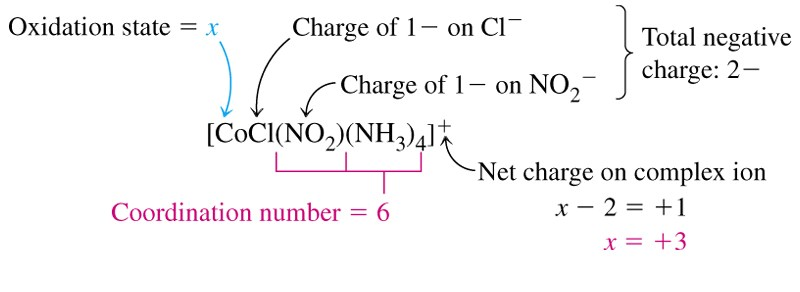 Oxidation state = x
Charge of 1− on Cl⁻
Total negative
charge: 2−
Charge of 1− on NO₂⁻
[CoCl(NO₂)(NH₃)₄]⁺
Net charge on complex ion
Coordination number = 6
x − 2 = +1
x = +3